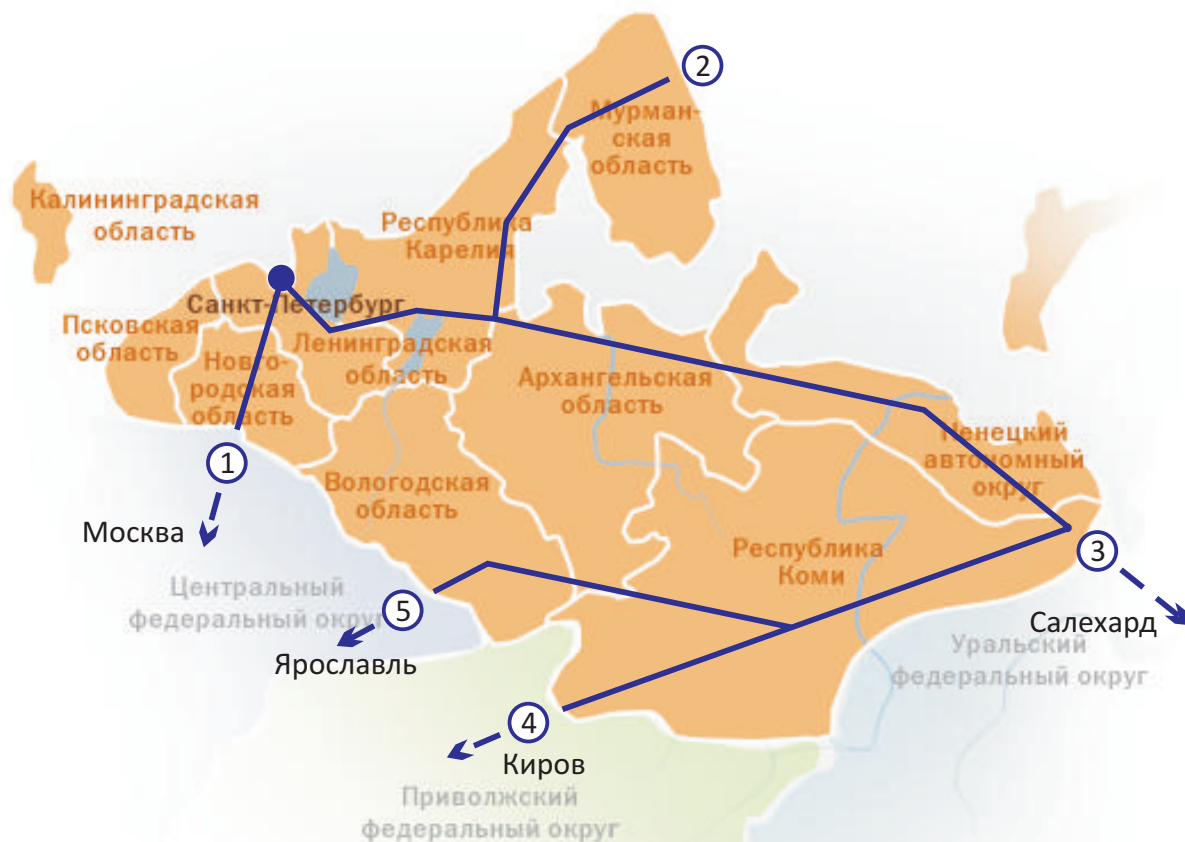 2
Мурман-
ская
область
Калининградская
область
Республика
Карелия
Санкт-Петербург
Псковская
область
Ленинградская
область
Новго-
родская
область
Архангельская
область
Ненецкий
автономный
округ
1
Вологодская
область
Москва
Республика
Коми
3
Центральный
федеральный округ
5
Салехард
Ярославль
Уральский
федеральный округ
4
Киров
Приволжский
федеральный округ